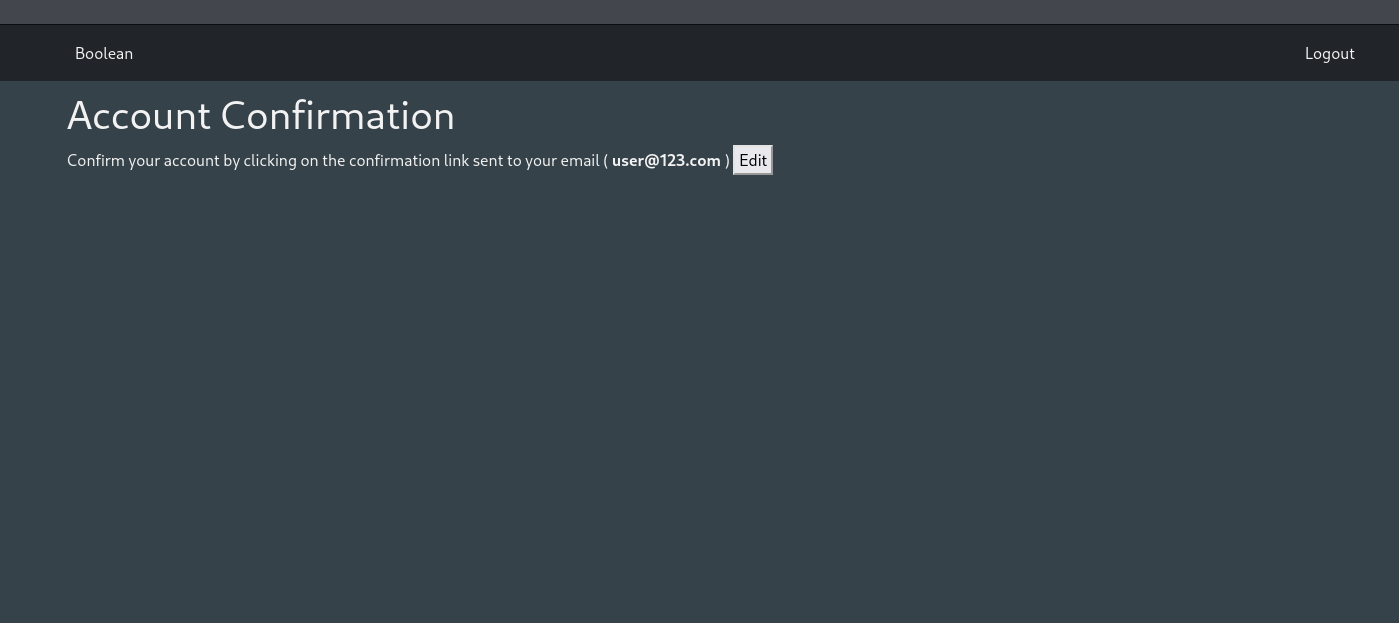 Boolean Logout
Account Confirmation
Confirm your account by clicking on the confirmation link sent to your email ( user@123.com ) Edit